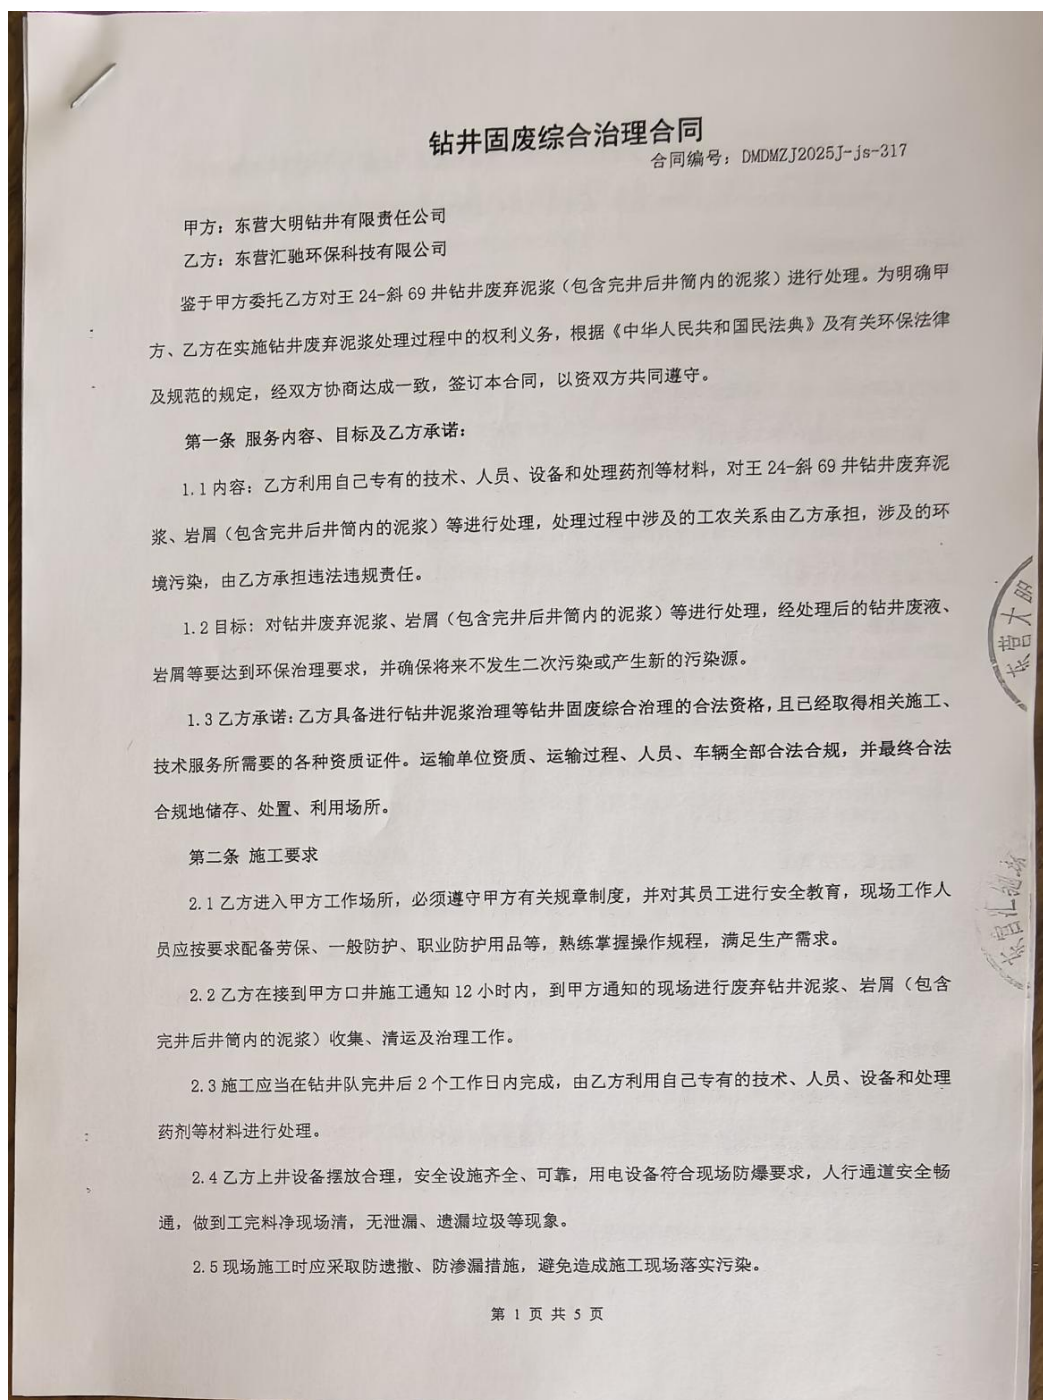 钻井固废综合治理合同
合同编号：DMDMZJ2025J-js-317
甲方：东营大明钻井有限责任公司
乙方：东营汇驰环保科技有限公司
鉴于甲方委托乙方对王 24-斜 69 井钻井废弃泥浆（包含完井后井筒内的泥浆）进行处理。为明确甲
方、乙方在实施钻井废弃泥浆处理过程中的权利义务，根据《中华人民共和国民法典》及有关环保法律
及规范的规定，经双方协商达成一致，签订本合同，以资双方共同遵守。
第一条 服务内容、目标及乙方承诺：
1.1 内容：乙方利用自己专有的技术、人员、设备和处理药剂等材料，对王 24-斜 69 井钻井废弃泥
浆、岩屑（包含完井后井筒内的泥浆）等进行处理，处理过程中涉及的工农关系由乙方承担，涉及的环
境污染，由乙方承担违法违规责任。
1.2 目标：对钻井废弃泥浆、岩屑（包含完井后井筒内的泥浆）等进行处理，经处理后的钻井废液、
岩屑等要达到环保治理要求，并确保将来不发生二次污染或产生新的污染源。
1.3 乙方承诺：乙方具备进行钻井泥浆治理等钻井固废综合治理的合法资格，且已经取得相关施工、
技术服务所需要的各种资质证件。运输单位资质、运输过程、人员、车辆全部合法合规，并最终合法
合规地储存、处置、利用场所。
第二条 施工要求
2.1 乙方进入甲方工作场所，必须遵守甲方有关规章制度，并对其员工进行安全教育，现场工作人
员应按要求配备劳保、一般防护、职业防护用品等，熟练掌握操作规程，满足生产需求。
2.2 乙方在接到甲方口井施工通知 12 小时内，到甲方通知的现场进行废弃钻井泥浆、岩屑（包含
完井后井筒内的泥浆）收集、清运及治理工作。
2.3 施工应当在钻井队完井后 2 个工作日内完成，由乙方利用自己专有的技术、人员、设备和处理
药剂等材料进行处理。
2.4 乙方上井设备摆放合理，安全设施齐全、可靠，用电设备符合现场防爆要求，人行通道安全畅
通，做到工完料净现场清，无泄漏、遗漏垃圾等现象。
2.5 现场施工时应采取防遗撒、防渗漏措施，避免造成施工现场落实污染。
第 1 页 共 5 页
东营大明
东营汇驰